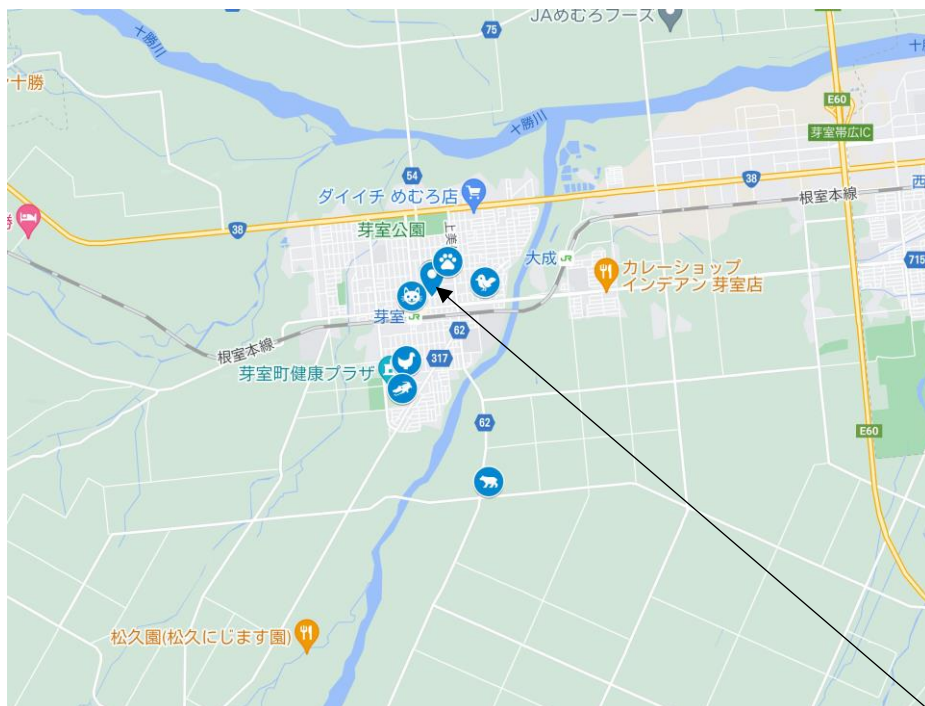 JAめむろフーズ
十勝川
75
十勝
E60
十勝川
芽室帯広IC
54
38
ダイイチ めむろ店
根室本線
西
38
芽室公園
上美
大成 JR
715
カレーショップ
インデアン 芽室店
芽室 JR
62
根室本線
317
芽室町健康プラザ
62
E60
松久園(松久にじます園)